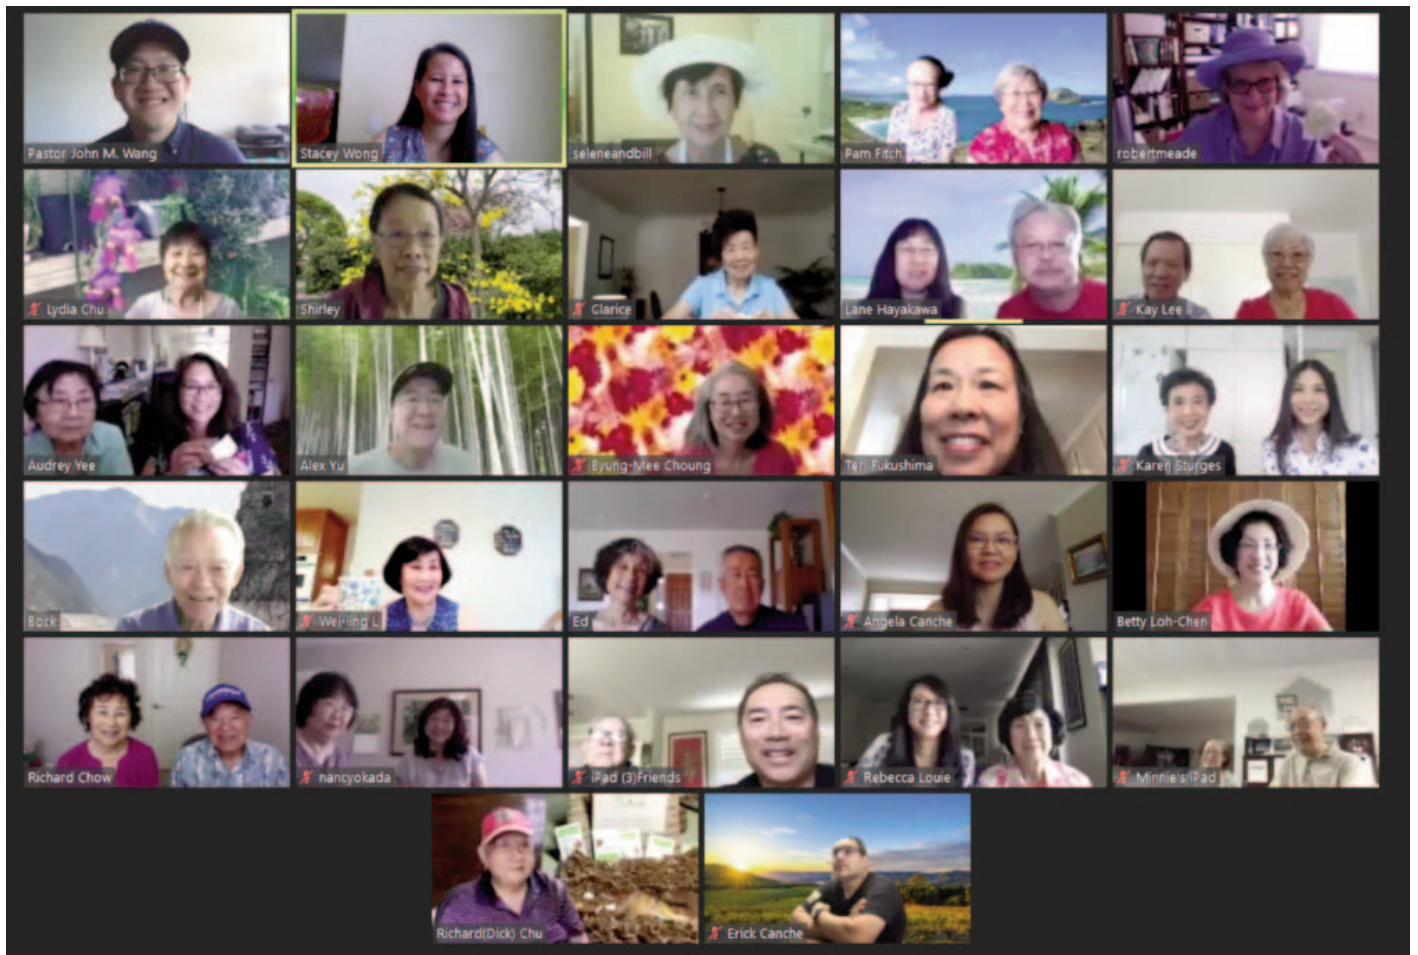 Pastor John M. Wang
Stacey Wong
seleneandbill
Pam Fitch
robertmeade
Lydia Chu
Shirley
Clarice
Lane Hayakawa
Kay Lee
Audrey Yee
Alex Yu
Byung-Mee Choung
Teri Fukushima
Karen Sturges
Bock
Wei-ling L
Ed
Angela Canche
Betty Loh-Chen
Richard Chow
nancyokada
iPad (3)Friends
Rebecca Louie
Minnie's iPad
Richard(Dick) Chu
Erick Canche